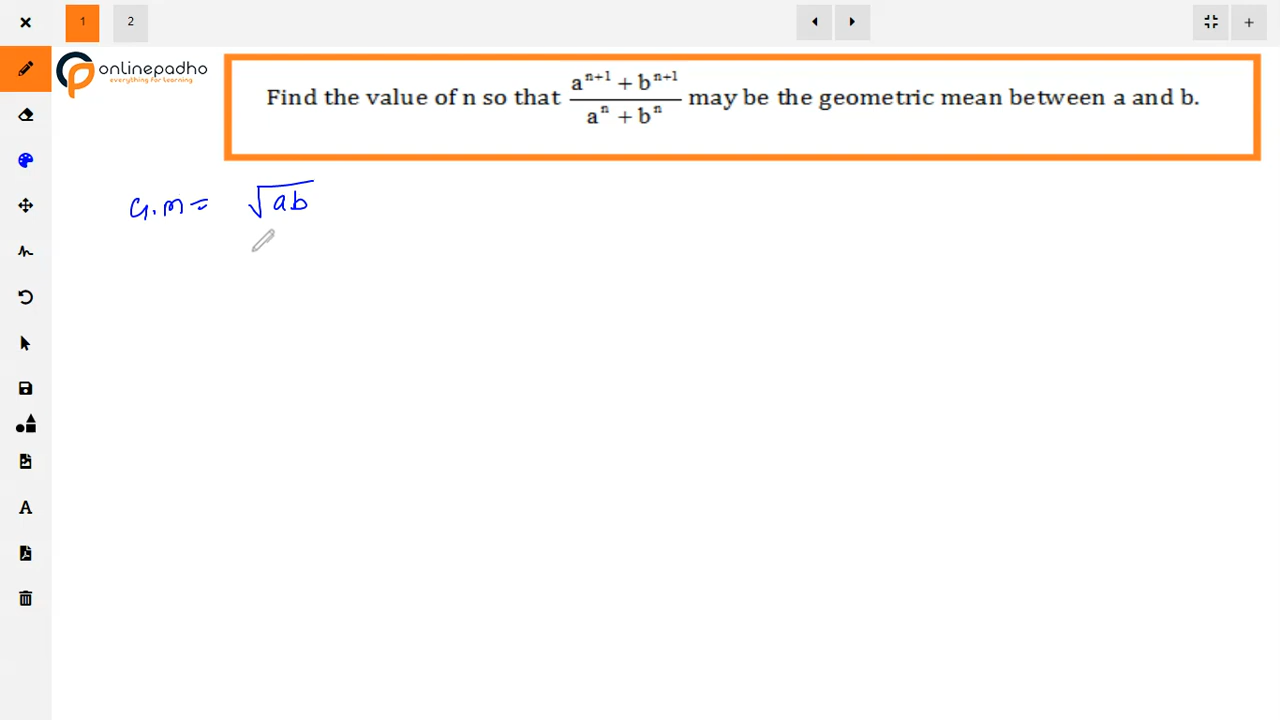 1 2
onlinepadho
everything for learning
Find the value of n so that \frac{a^{n+1} + b^{n+1}}{a^n + b^n} may be the geometric mean between a and b.
G.M = √ab
A